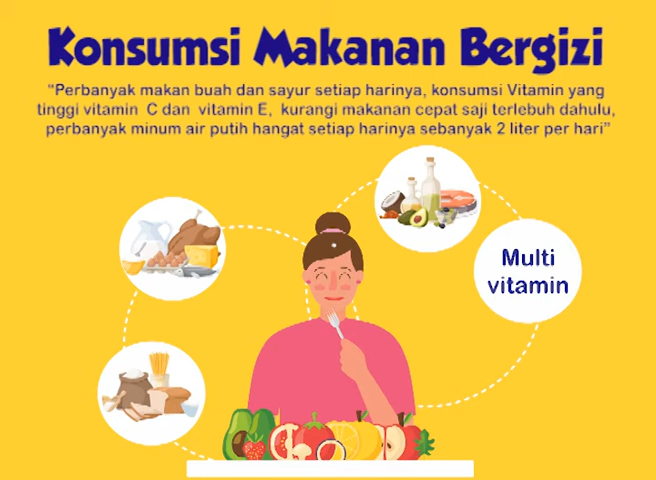 Konsumsi Makanan Bergizi
“Perbanyak makan buah dan sayur setiap harinya, konsumsi Vitamin yang
tinggi vitamin C dan vitamin E, kurangi makanan cepat saji terlebuh dahulu,
perbanyak minum air putih hangat setiap harinya sebanyak 2 liter per hari”
Multi
vitamin